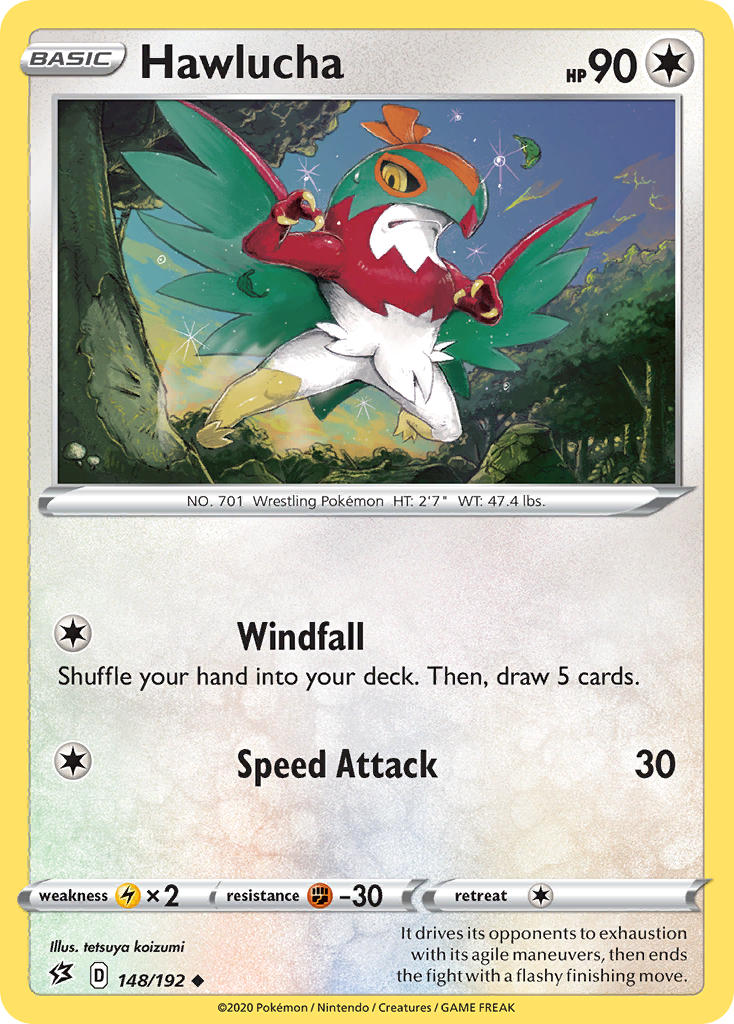 BASIC Hawlucha HP 90
NO. 701 Wrestling Pokémon HT: 2'7" WT: 47.4 lbs.
Windfall
Shuffle your hand into your deck. Then, draw 5 cards.
Speed Attack 30
weakness ×2 resistance -30 retreat
Illus. tetsuya koizumi
D 148/192
It drives its opponents to exhaustion
with its agile maneuvers, then ends
the fight with a flashy finishing move.
©2020 Pokémon / Nintendo / Creatures / GAME FREAK